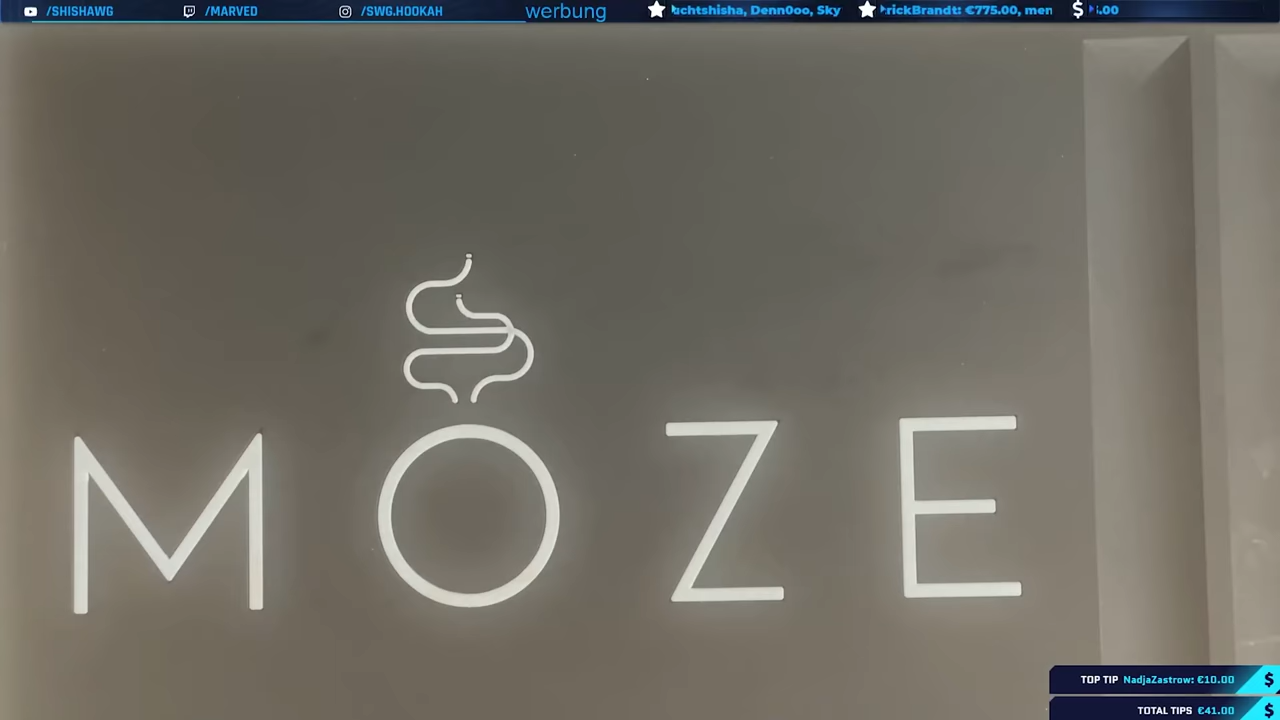 /SHISHAWG /MARVED /SWG.HOOKAH werbung Denn0oo, Sky €775.00, .00
MOZE
TOP TIP NadjaZastrow: €10.00 $
TOTAL TIPS €41.00 $